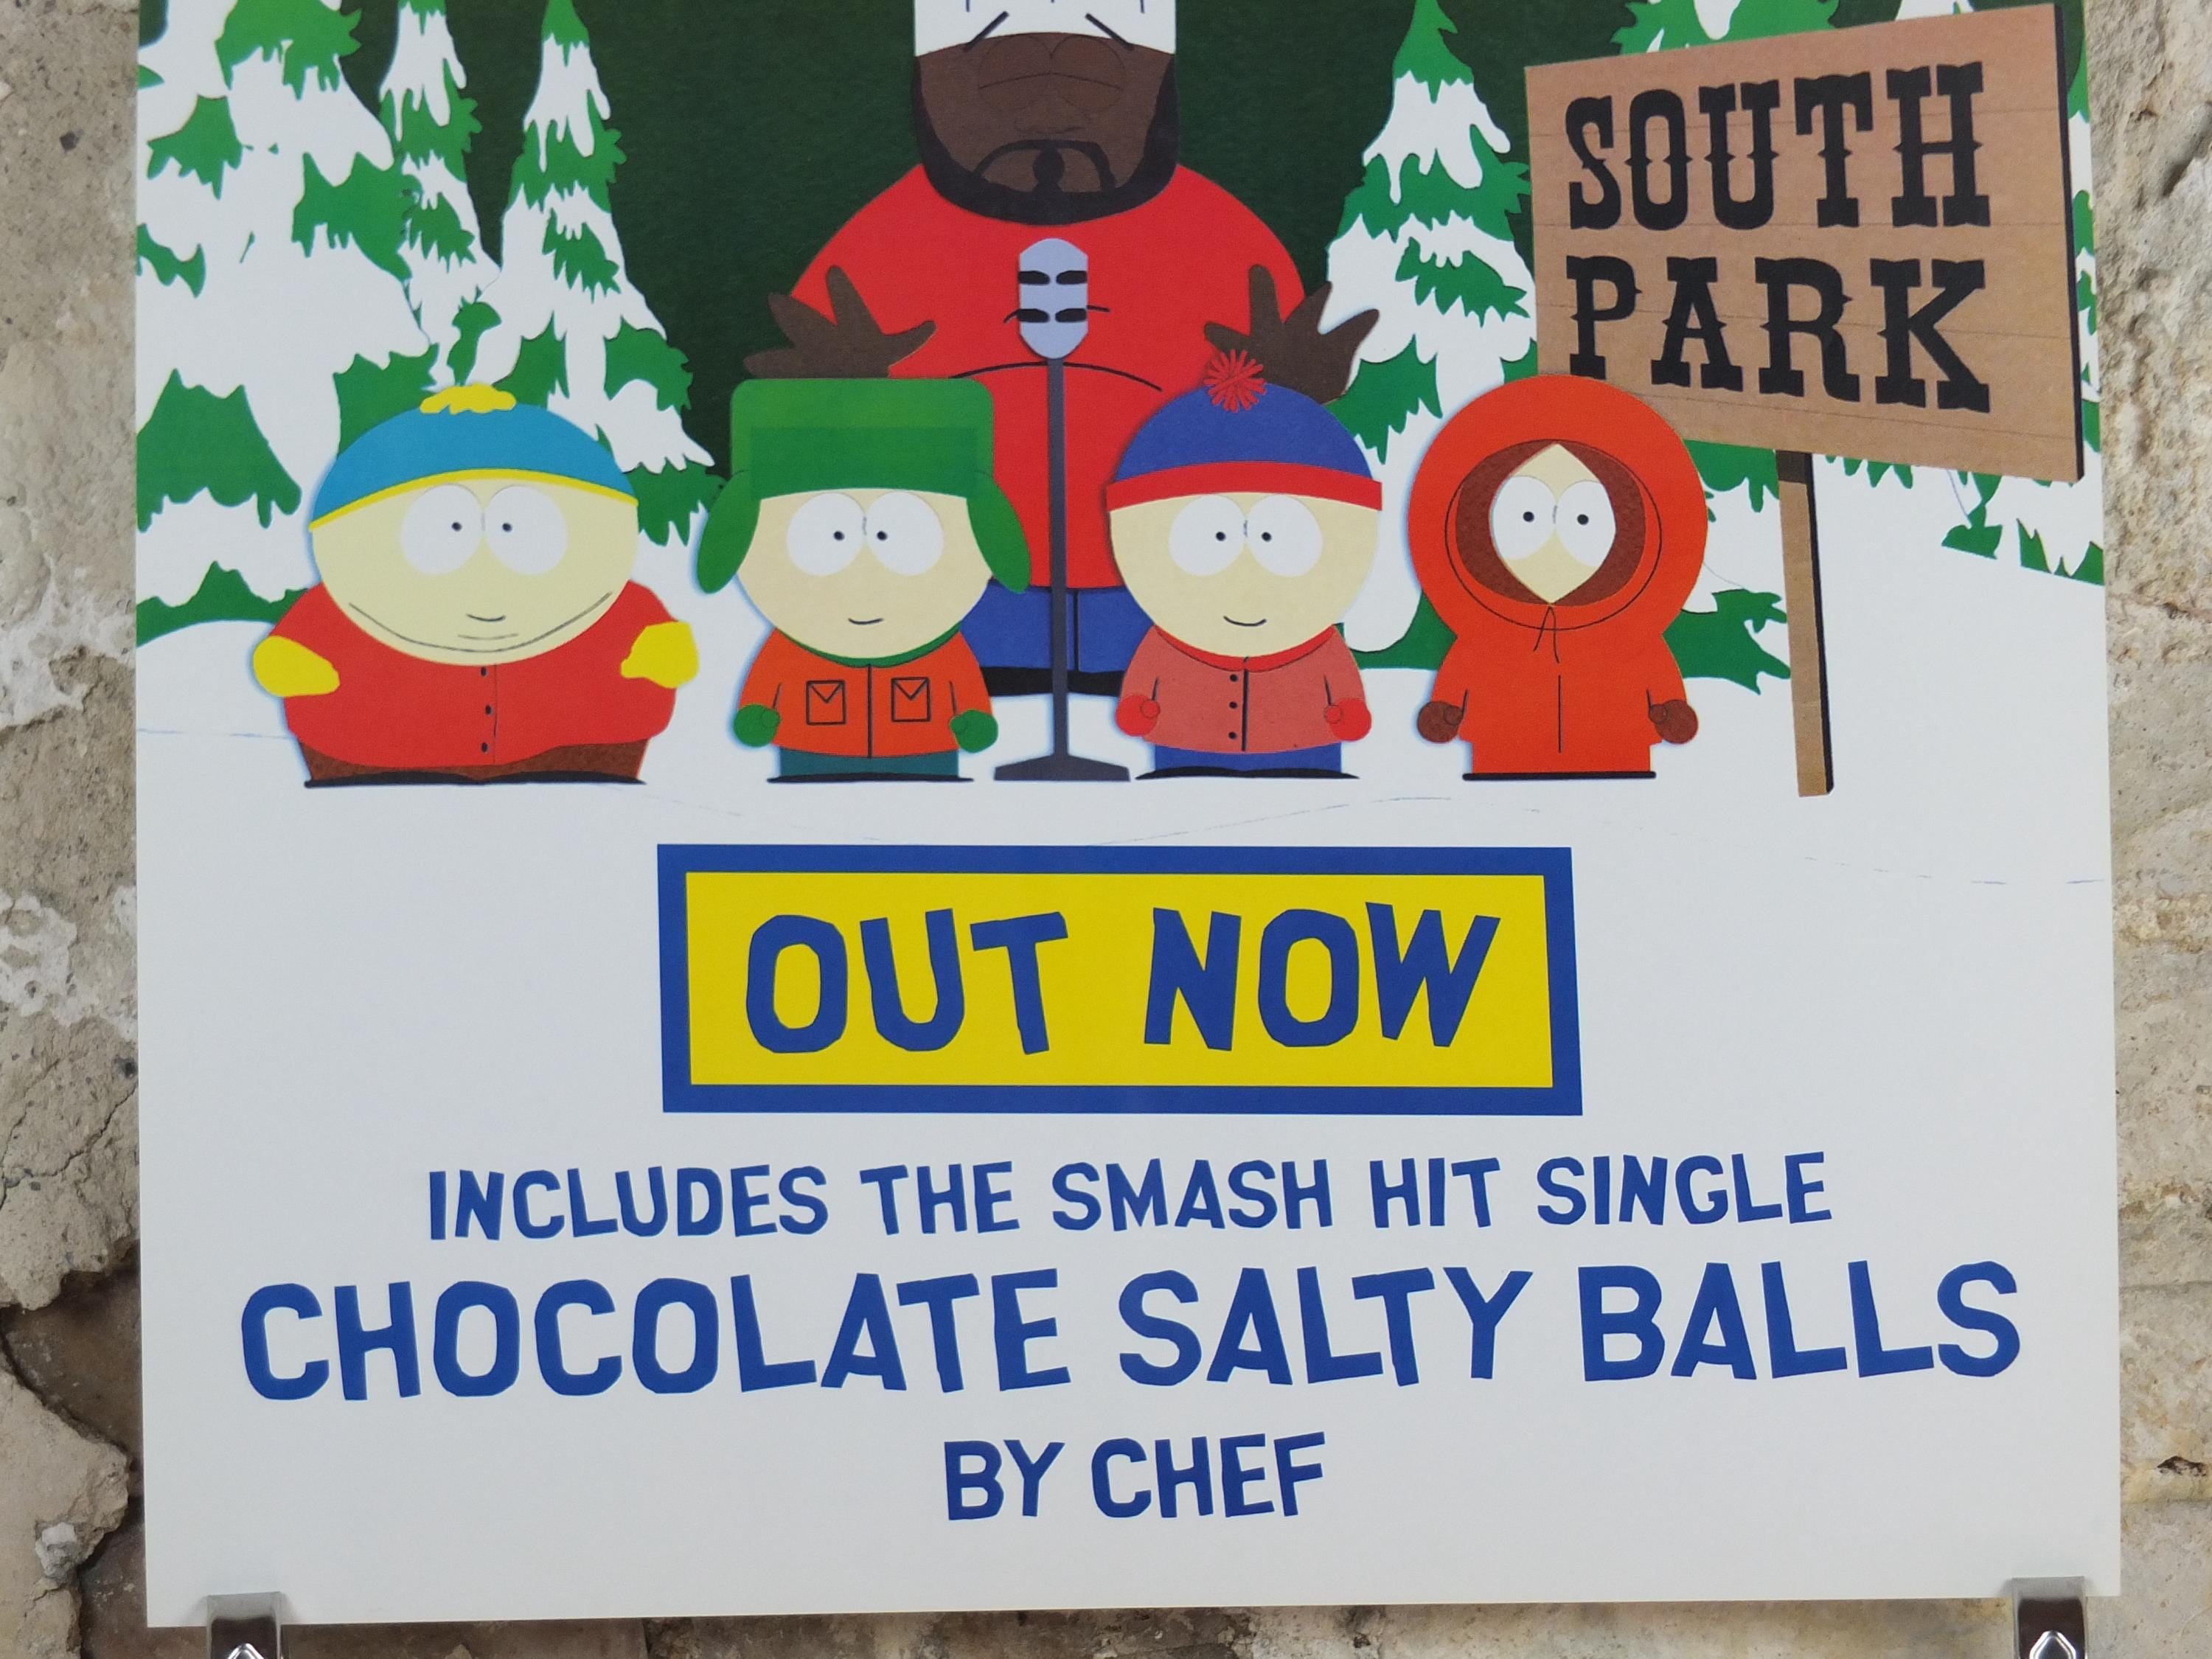 SOUTH
PARK
OUT NOW
INCLUDES THE SMASH HIT SINGLE
CHOCOLATE SALTY BALLS
BY CHEF